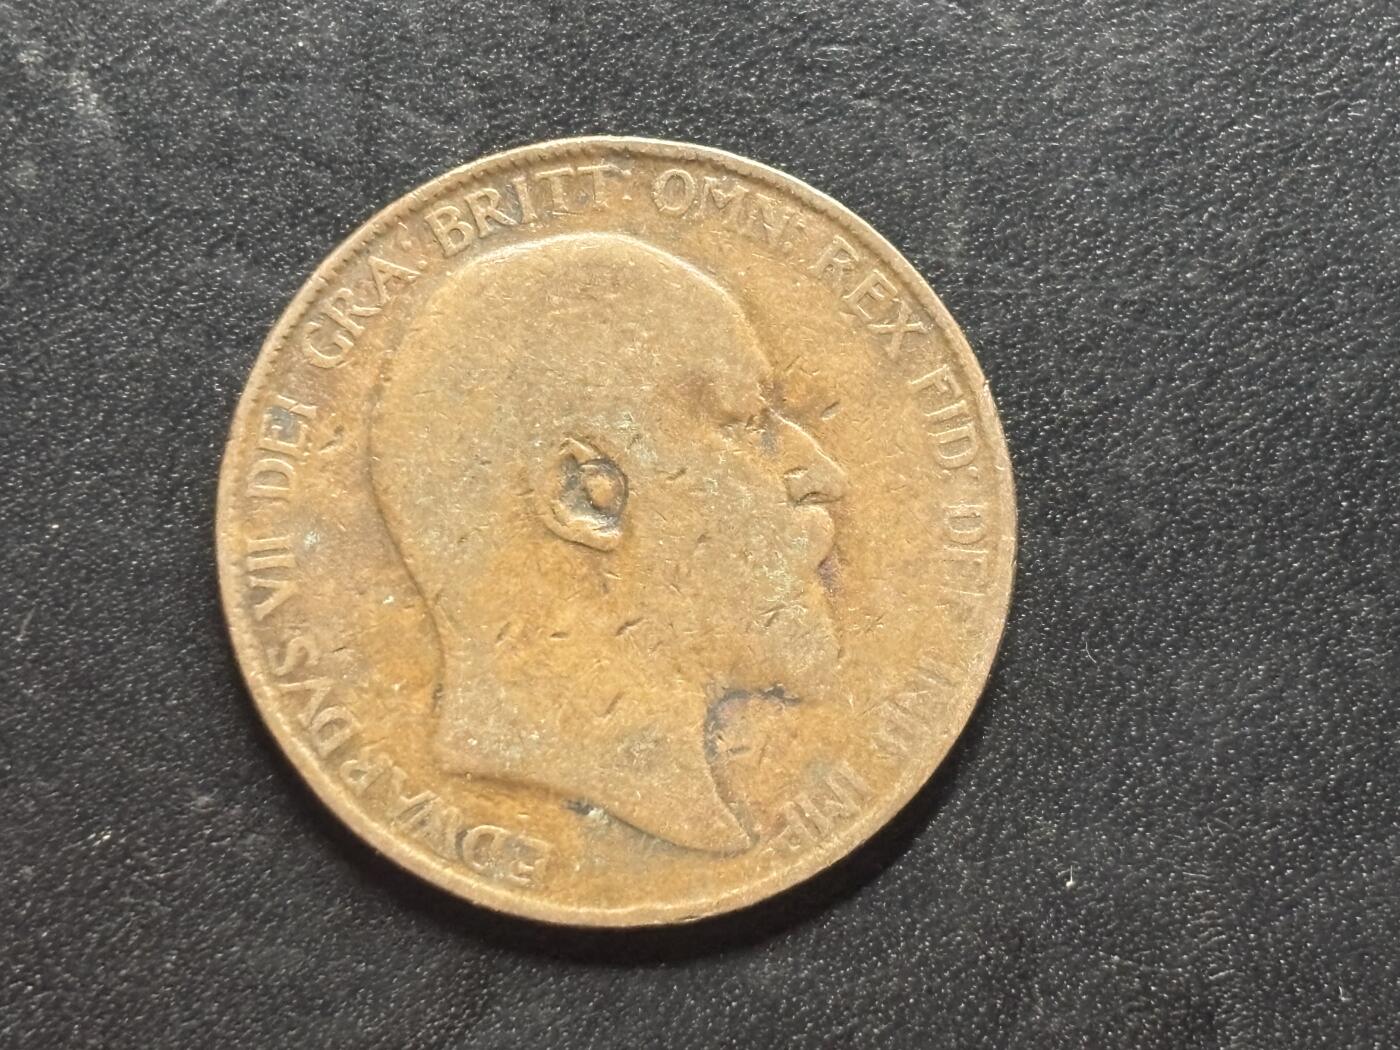 EDWARDVS VII DEI GRA: BRITT: OMN: REX FID: DEF: IND: IMP: